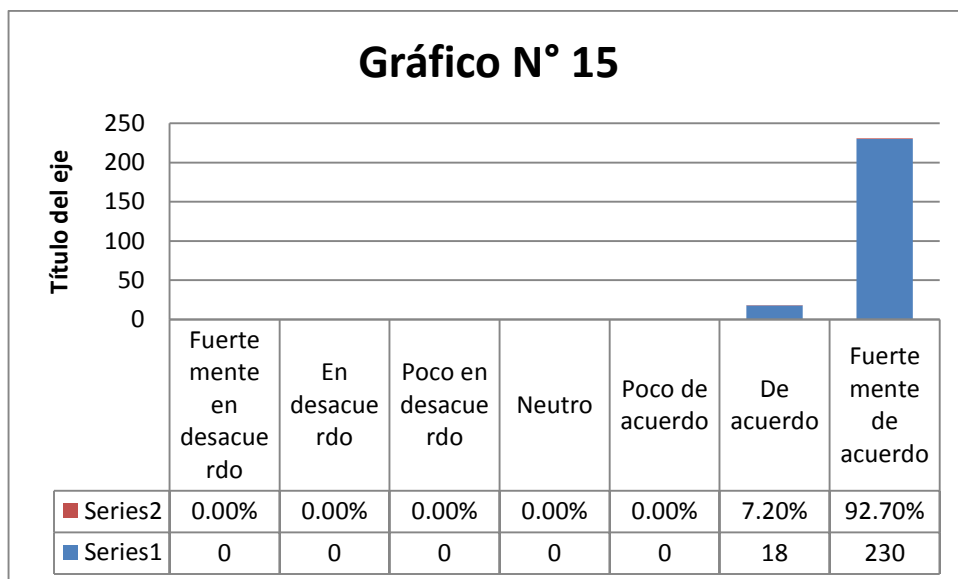 Gráfico N° 15
Título del eje
250
200
150
100
50
0
Fuerte
mente
en
desacue
rdo
En
desacue
rdo
Poco en
desacue
rdo
Neutro
Poco de
acuerdo
De
acuerdo
Fuerte
mente
de
acuerdo
Series2 0.00% 0.00% 0.00% 0.00% 0.00% 7.20% 92.70%
Series1 0 0 0 0 0 18 230